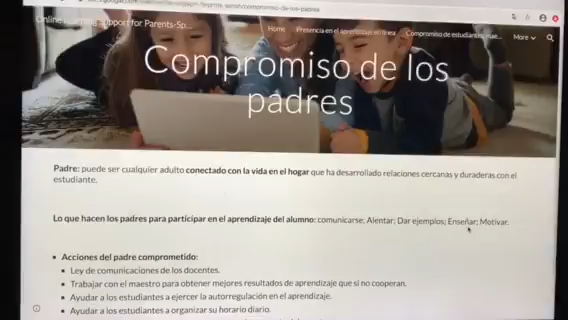 Online Learning Support for Parents-Sp...
Home
Presencia en el aprendizaje en línea
Compromiso de estudiantes, mae...
More
Compromiso de los
padres
Padre: puede ser cualquier adulto conectado con la vida en el hogar que ha desarrollado relaciones cercanas y duraderas con el
estudiante.
Lo que hacen los padres para participar en el aprendizaje del alumno: comunicarse; Alentar; Dar ejemplos; Enseñar; Motivar.
Acciones del padre comprometido:
Ley de comunicaciones de los docentes.
Trabajar con el maestro para obtener mejores resultados de aprendizaje que si no cooperan.
Ayudar a los estudiantes a ejercer la autorregulación en el aprendizaje.
Ayudar a los estudiantes a organizar su horario diario.